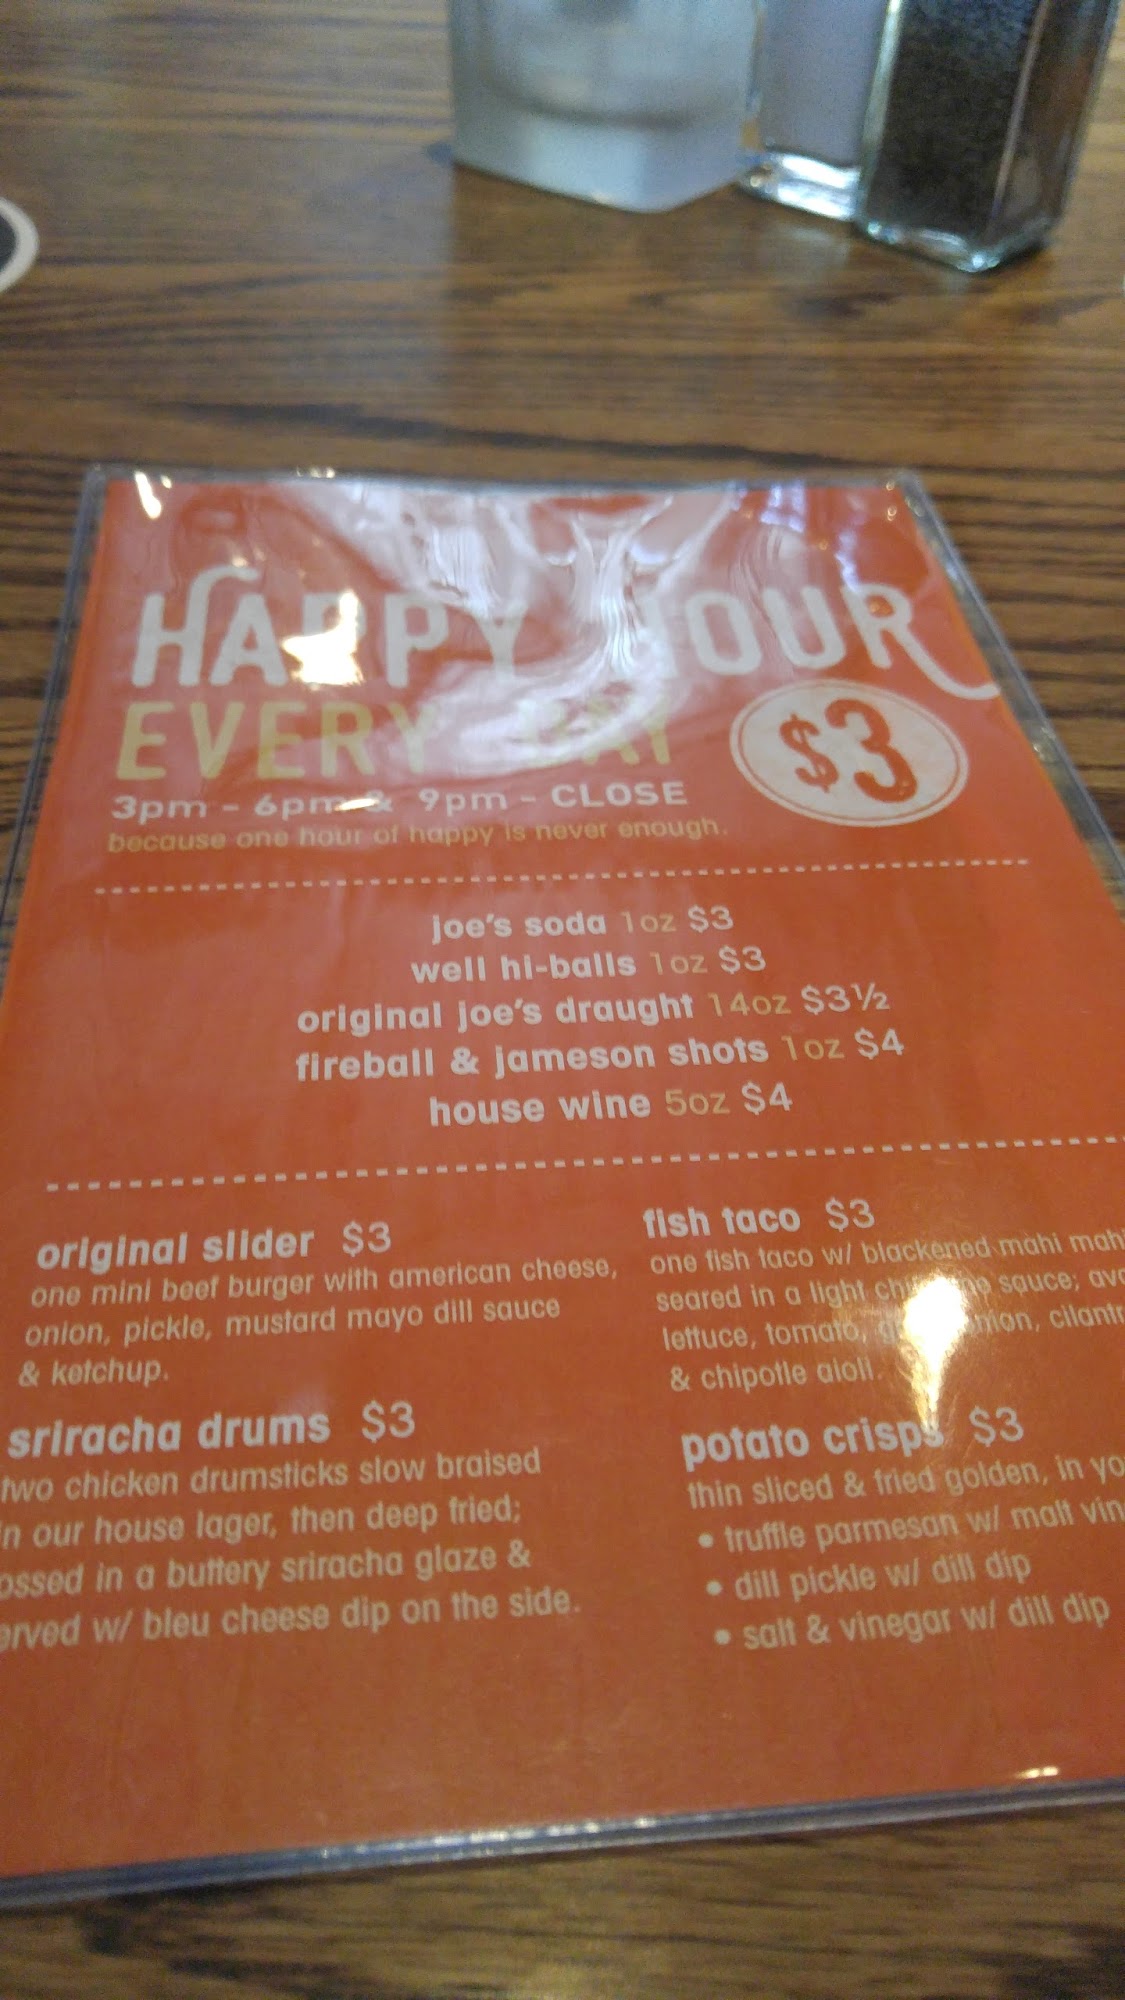 HAPPY HOUR
EVERY DAY
$3
3pm - 6pm & 9pm - CLOSE
because one hour of happy is never enough.
joe's soda 1oz $3
well hi-balls 1oz $3
original joe's draught 14oz $3½
fireball & jameson shots 1oz $4
house wine 5oz $4
original slider $3
one mini beef burger with american cheese,
onion, pickle, mustard mayo dill sauce
& ketchup.
sriracha drums $3
two chicken drumsticks slow braised
in our house lager, then deep fried;
ossed in a buttery sriracha glaze &
erved w/ bleu cheese dip on the side.
fish taco $3
one fish taco w/ blackened mahi mahi
seared in a light sauce;
lettuce, tomato,
& chipotle aioli.
potato crisps $3
thin sliced & fried golden, in
• truffle parmesan w/ malt
• dill pickle w/ dill dip
• salt & vinegar w/ dill dip